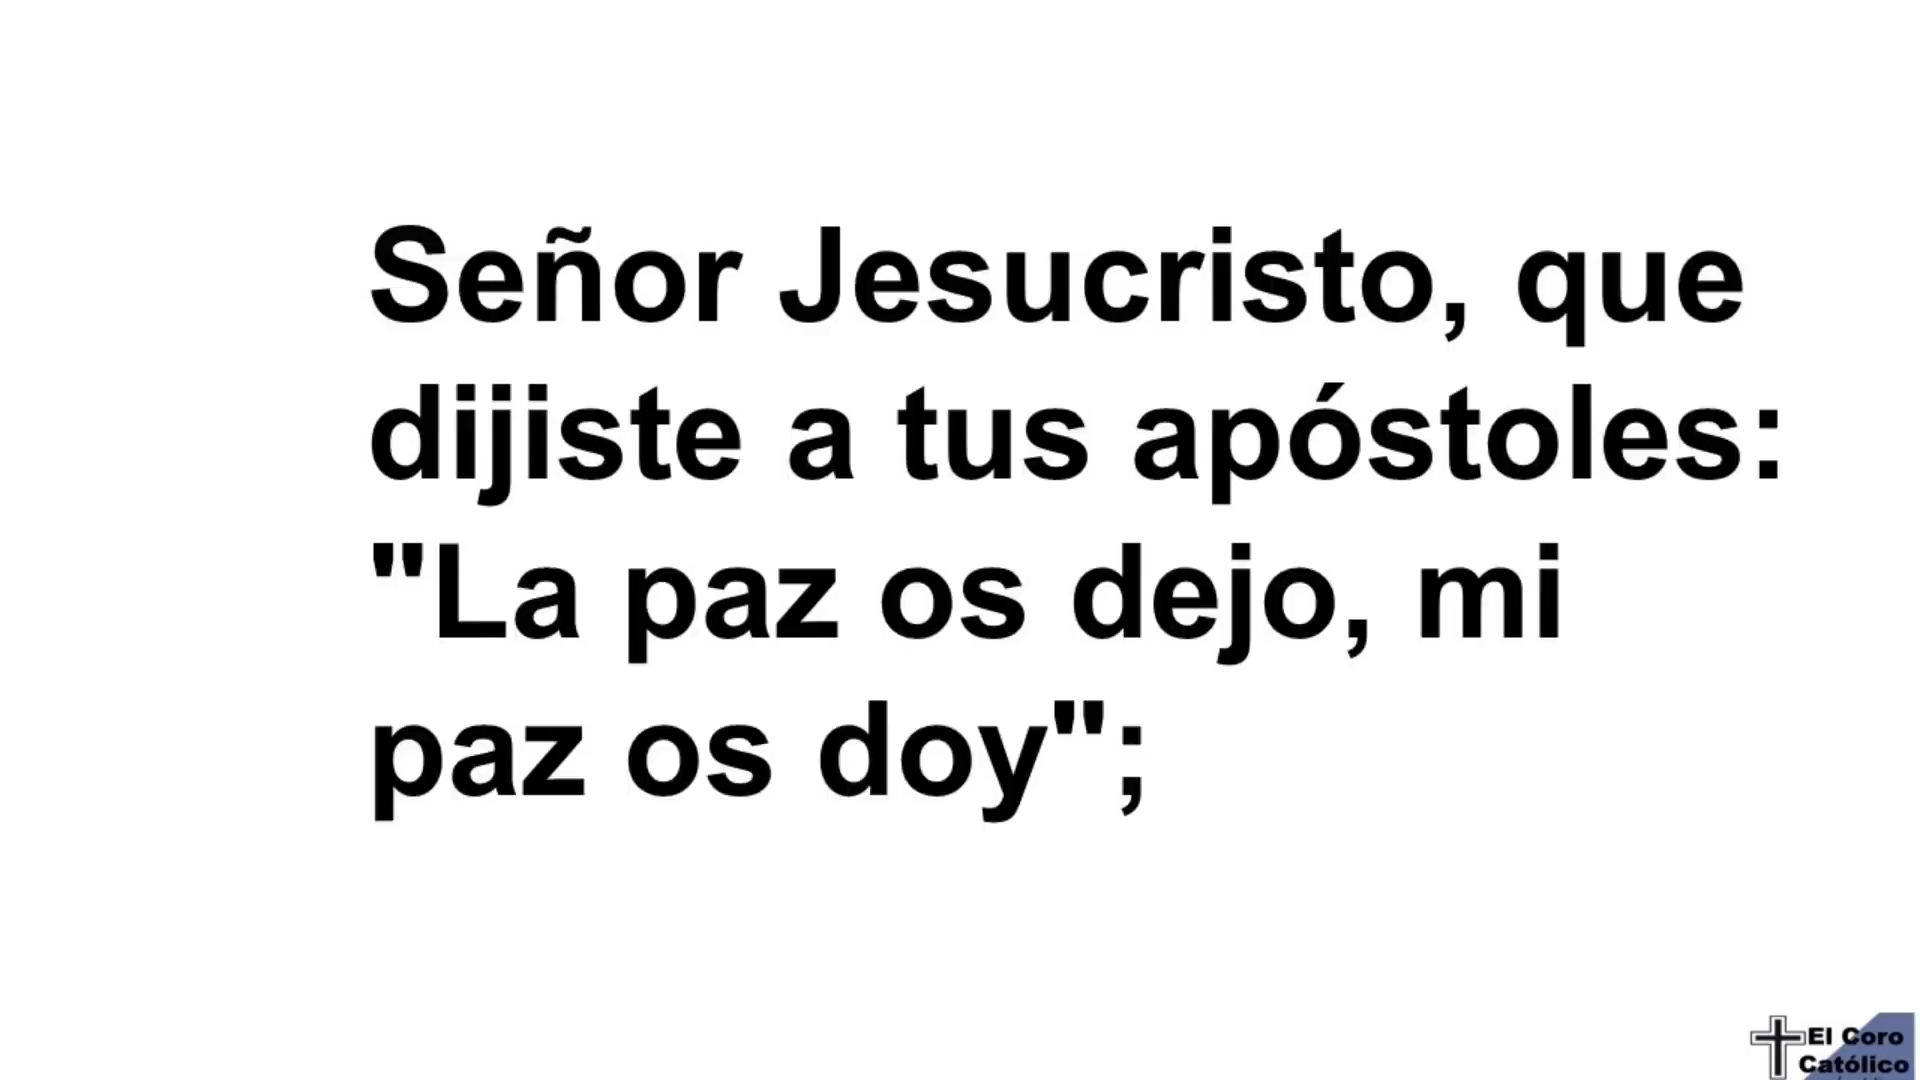 Señor Jesucristo, que
dijiste a tus apóstoles:
"La paz os dejo, mi
paz os doy";
El Coro
Católico